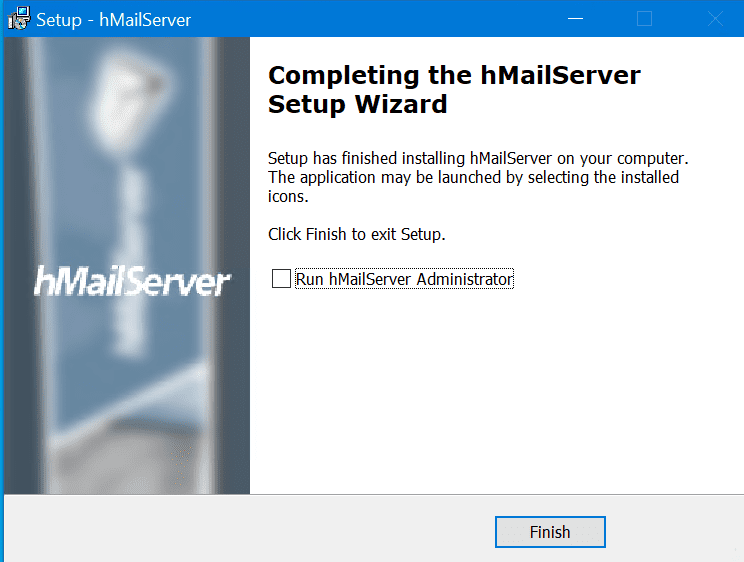 Setup - hMailServer
Completing the hMailServer
Setup Wizard
Setup has finished installing hMailServer on your computer.
The application may be launched by selecting the installed
icons.
Click Finish to exit Setup.
hMailServer
Run hMailServer Administrator
Finish